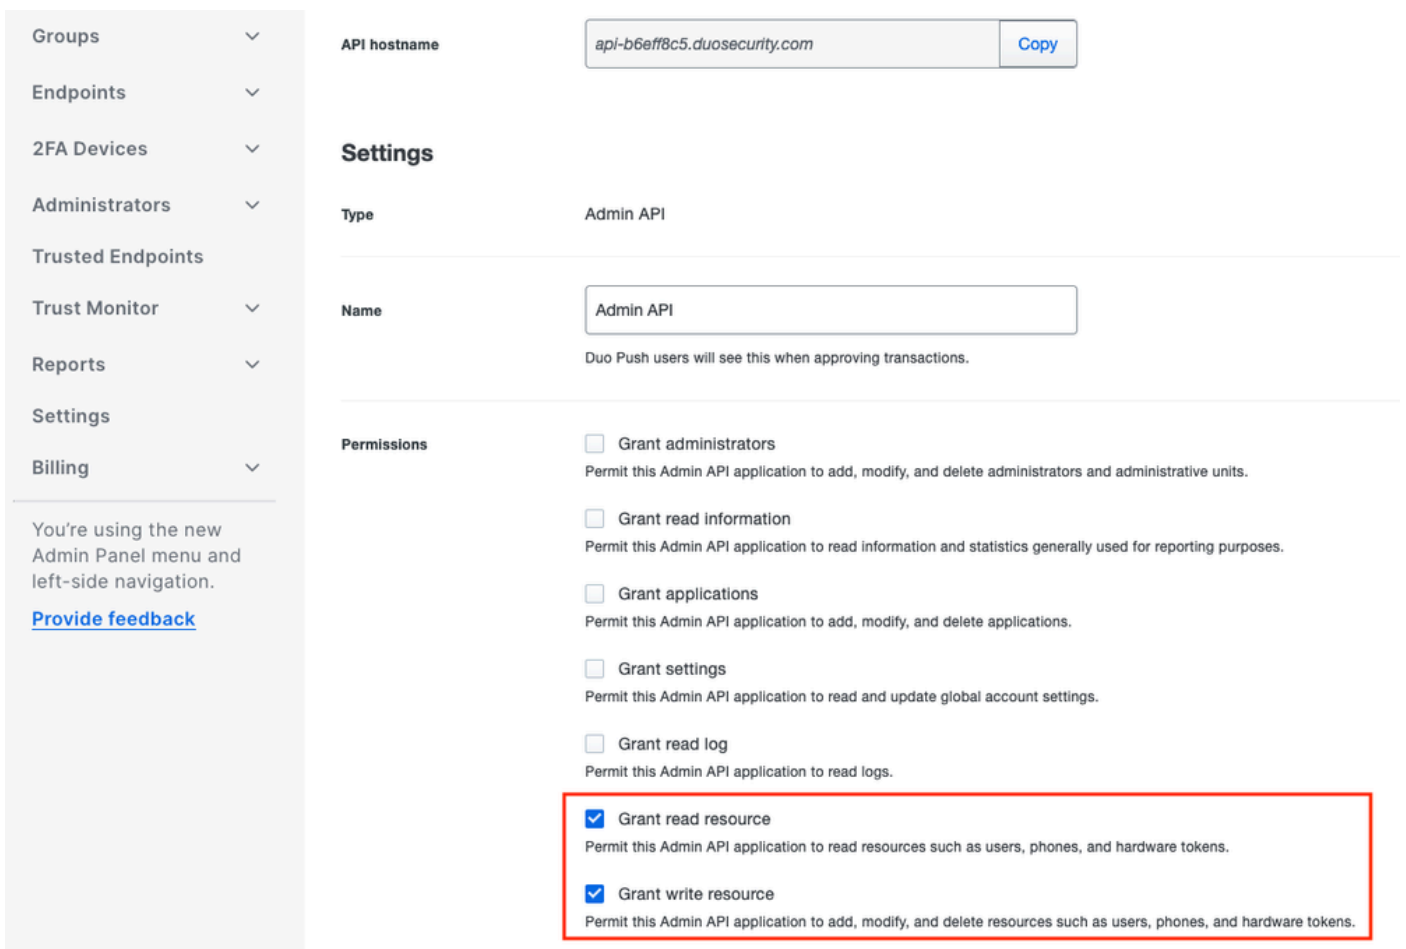 Groups
Endpoints
2FA Devices
Administrators
Trusted Endpoints
Trust Monitor
Reports
Settings
Billing
You're using the new
Admin Panel menu and
left-side navigation.
Provide feedback
API hostname
api-b6eff8c5.duosecurity.com
Copy
Settings
Type
Admin API
Name
Admin API
Duo Push users will see this when approving transactions.
Permissions
Grant administrators
Permit this Admin API application to add, modify, and delete administrators and administrative units.
Grant read information
Permit this Admin API application to read information and statistics generally used for reporting purposes.
Grant applications
Permit this Admin API application to add, modify, and delete applications.
Grant settings
Permit this Admin API application to read and update global account settings.
Grant read log
Permit this Admin API application to read logs.
Grant read resource
Permit this Admin API application to read resources such as users, phones, and hardware tokens.
Grant write resource
Permit this Admin API application to add, modify, and delete resources such as users, phones, and hardware tokens.